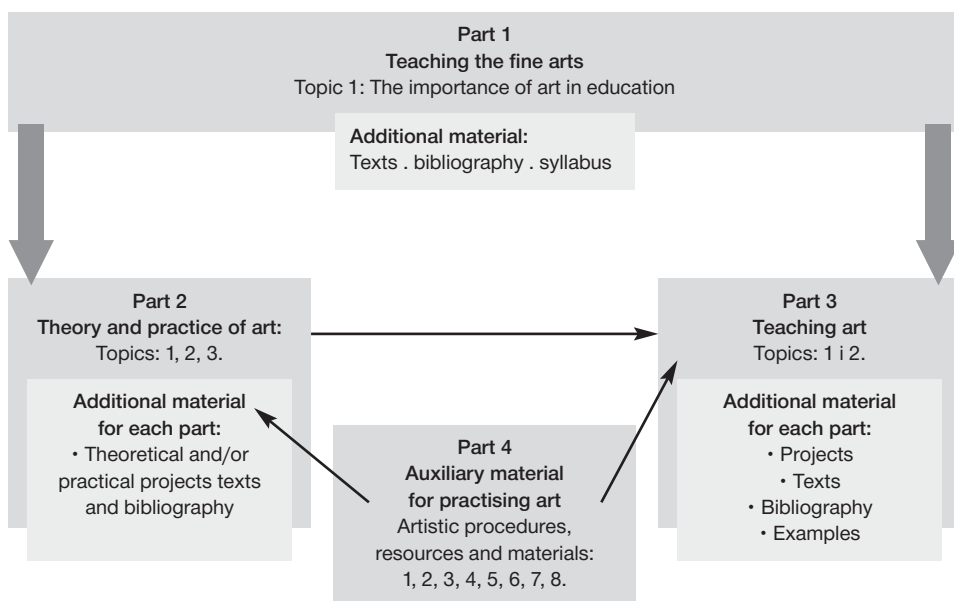 Part 1
Teaching the fine arts
Topic 1: The importance of art in education
Additional material:
Texts . bibliography . syllabus
Part 2
Theory and practice of art:
Topics: 1, 2, 3.
Additional material
for each part:
• Theoretical and/or
practical projects texts
and bibliography
Part 4
Auxiliary material
for practising art
Artistic procedures,
resources and materials:
1, 2, 3, 4, 5, 6, 7, 8.
Part 3
Teaching art
Topics: 1 i 2.
Additional material
for each part:
• Projects
• Texts
• Bibliography
• Examples